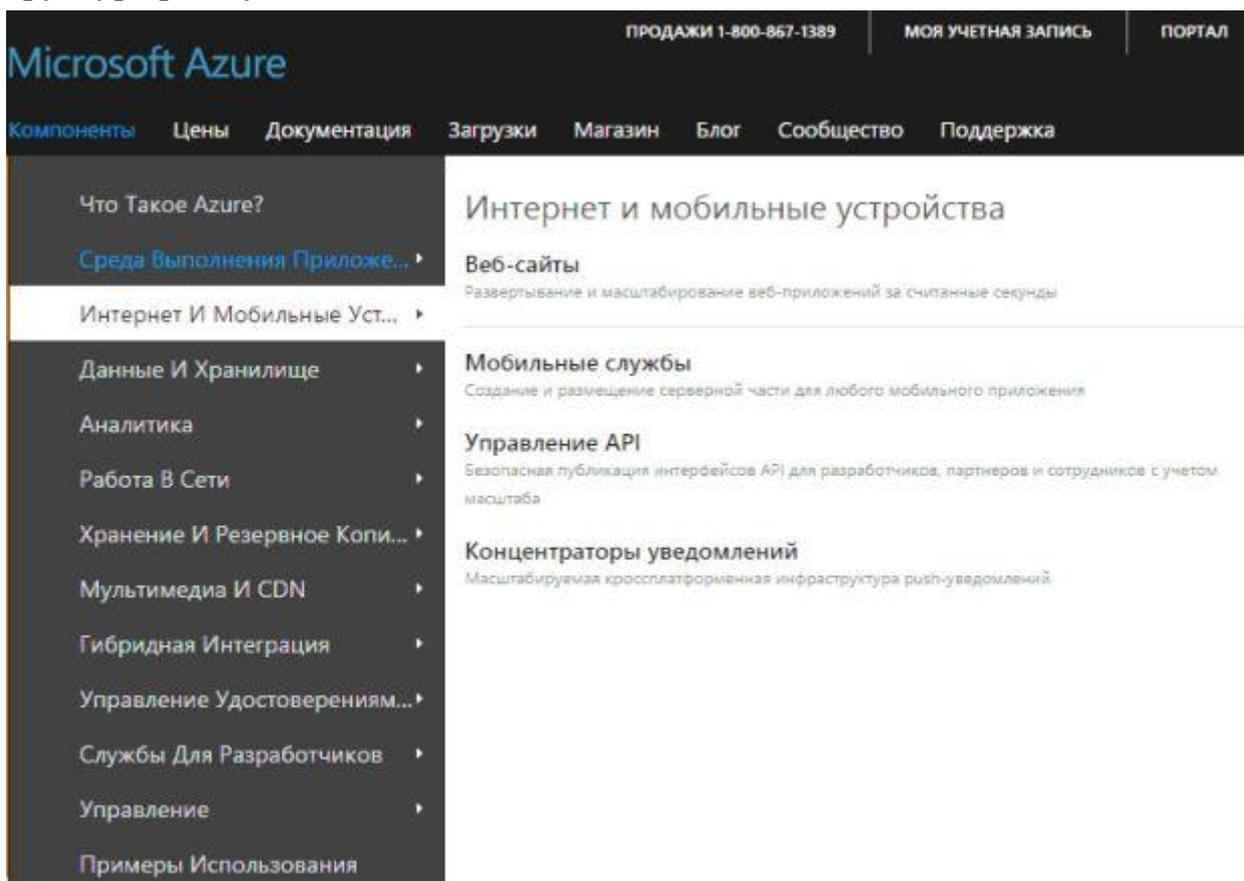 ПРОДАЖИ 1-800-867-1389
МОЯ УЧЕТНАЯ ЗАПИСЬ
ПОРТАЛ
Microsoft Azure
Компоненты Цены Документация Загрузки Магазин Блог Сообщество Поддержка
Что Такое Azure?
Среда Выполнения Приложе...
Интернет И Мобильные Уст...
Данные И Хранилище
Аналитика
Работа В Сети
Хранение И Резервное Копи...
Мультимедиа И CDN
Гибридная Интеграция
Управление Удостоверениям...
Службы Для Разработчиков
Управление
Примеры Использования
Интернет и мобильные устройства
Веб-сайты
Развертывание и масштабирование веб-приложений за считанные секунды
Мобильные службы
Создание и размещение серверной части для любого мобильного приложения
Управление API
Безопасная публикация интерфейсов API для разработчиков, партнеров и сотрудников с учетом
масштаба
Концентраторы уведомлений
Масштабируемая кроссплатформенная инфраструктура push-уведомлений